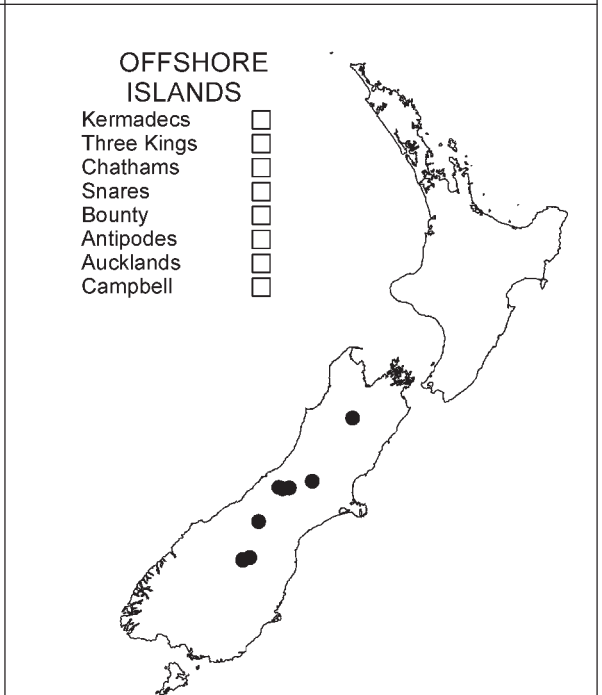 OFFSHORE
ISLANDS
Kermadecs
Three Kings
Chathams
Snares
Bounty
Antipodes
Aucklands
Campbell